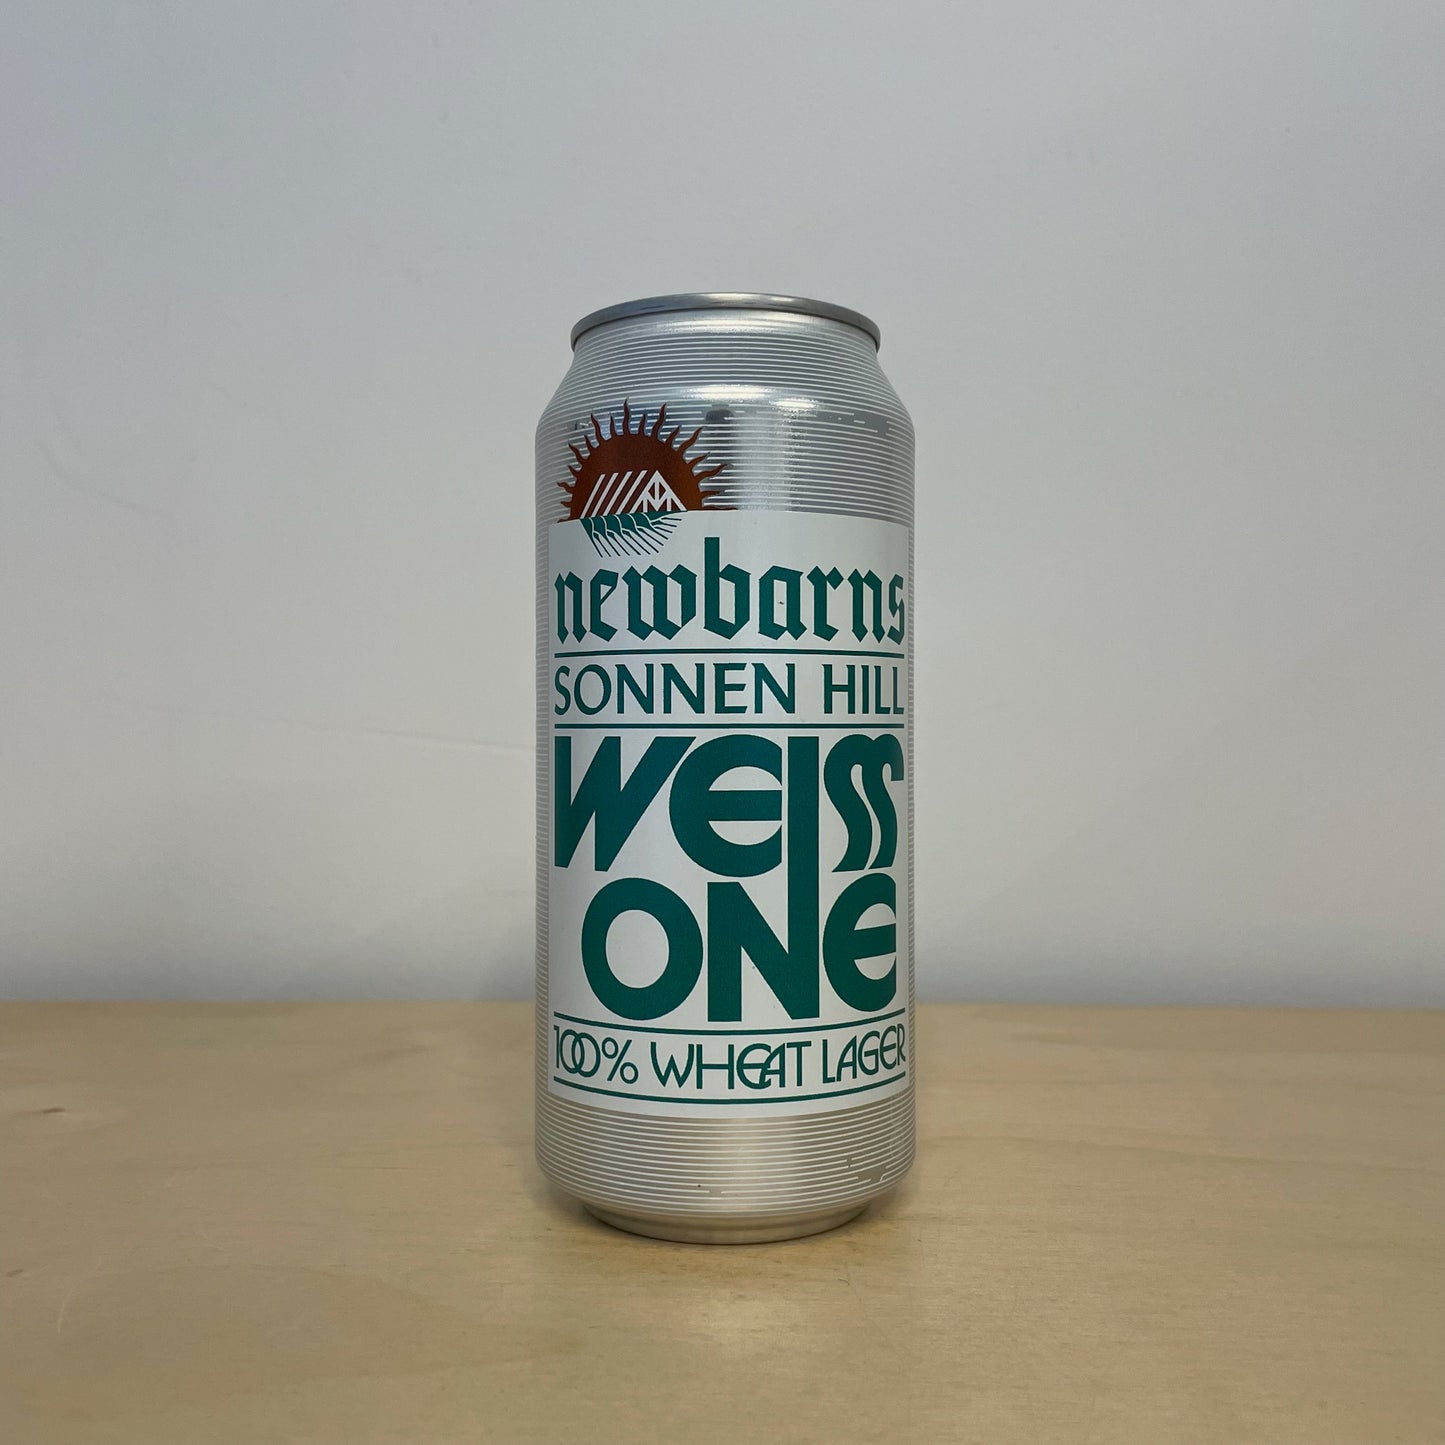 newbarns
SONNEN HILL
WEISS
ONE
100% WHEAT LAGER